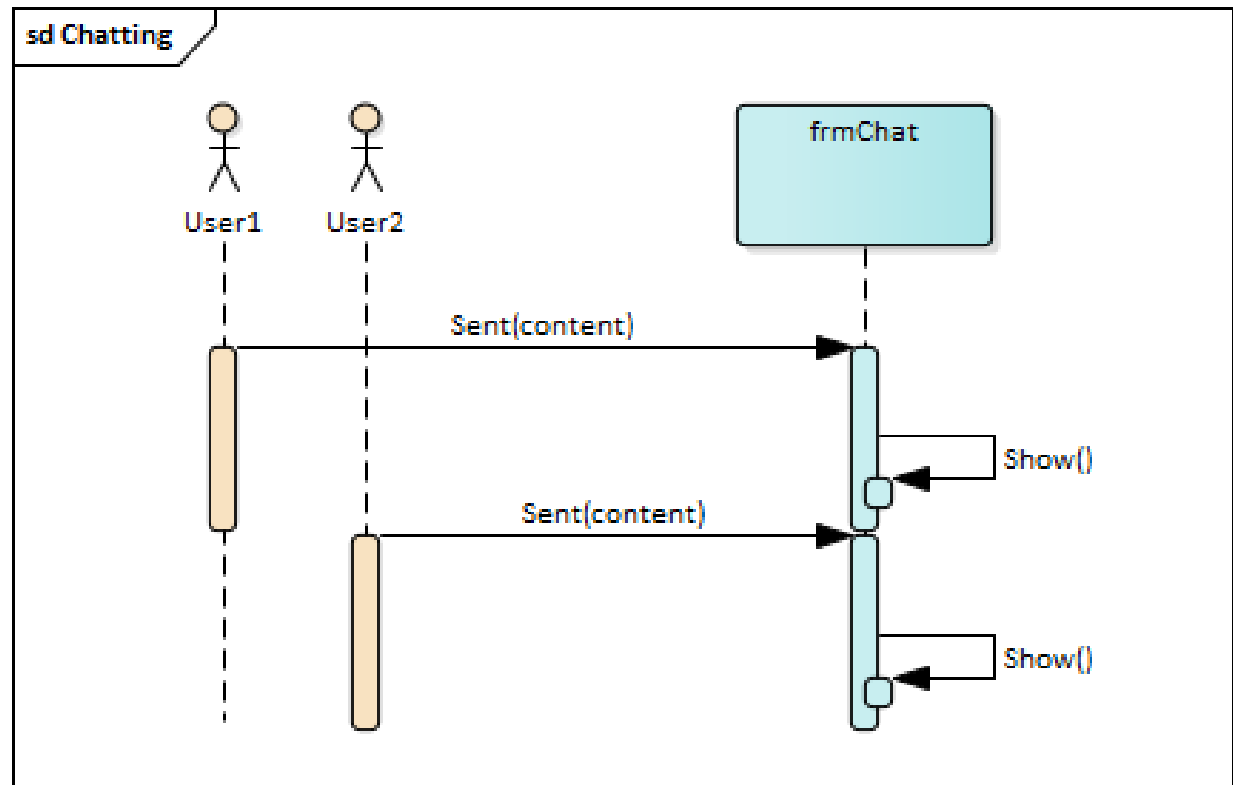 sd Chatting
frmChat
User1
User2
Sent(content)
Show()
Sent(content)
Show()